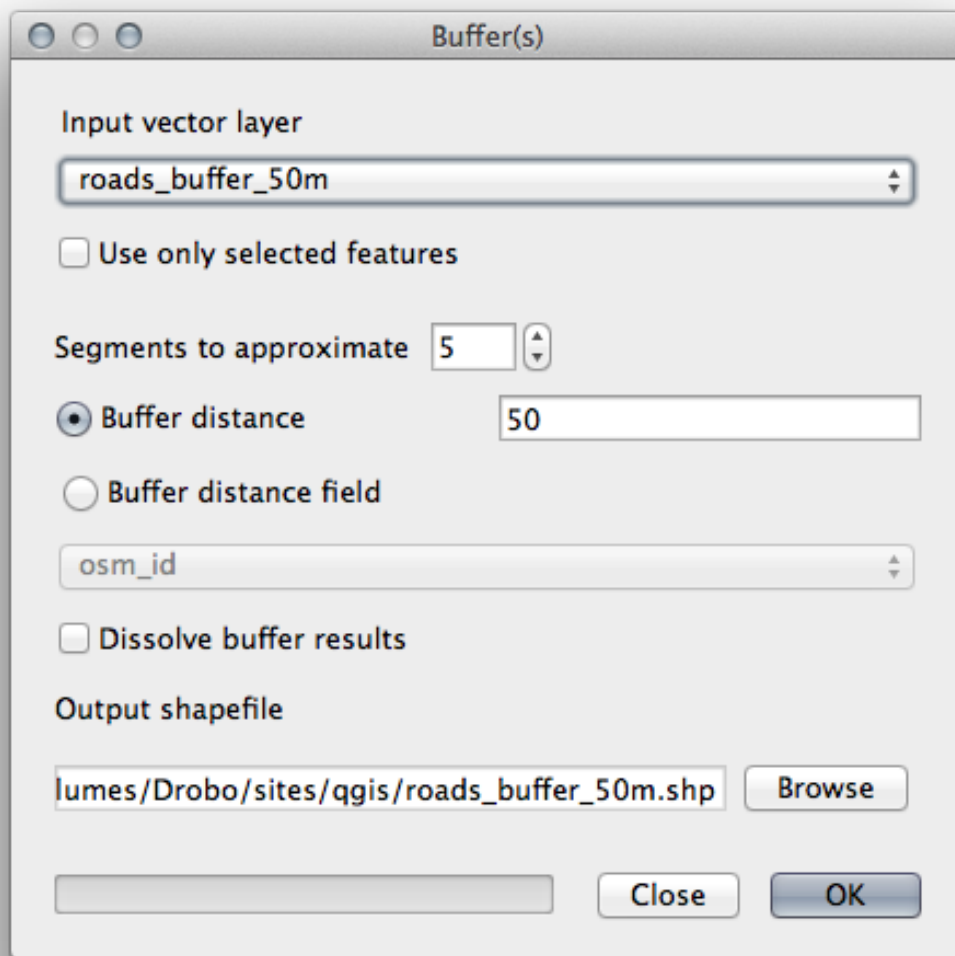 Buffer(s)
Input vector layer
roads_buffer_50m
Use only selected features
Segments to approximate 5
Buffer distance 50
Buffer distance field
osm_id
Dissolve buffer results
Output shapefile
lumes/Drobo/sites/qgis/roads_buffer_50m.shp Browse
Close OK